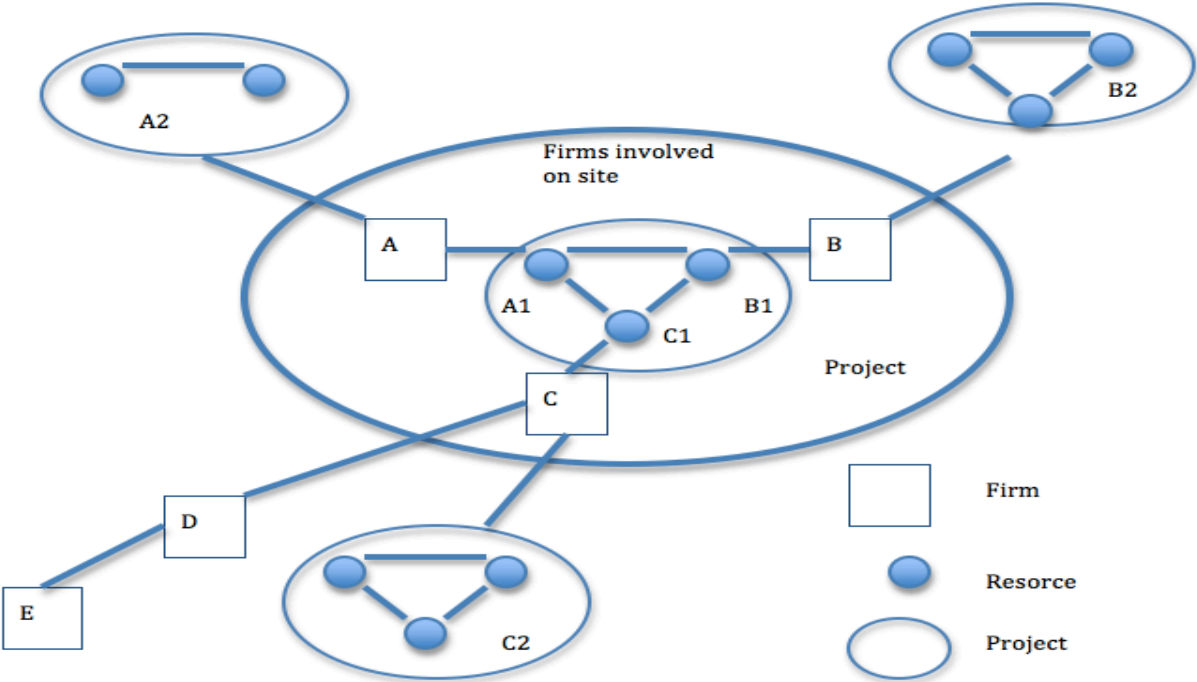 A2
B2
Firms involved
on site
A
B
A1
B1
C1
Project
C
D
E
C2
Firm
Resorce
Project